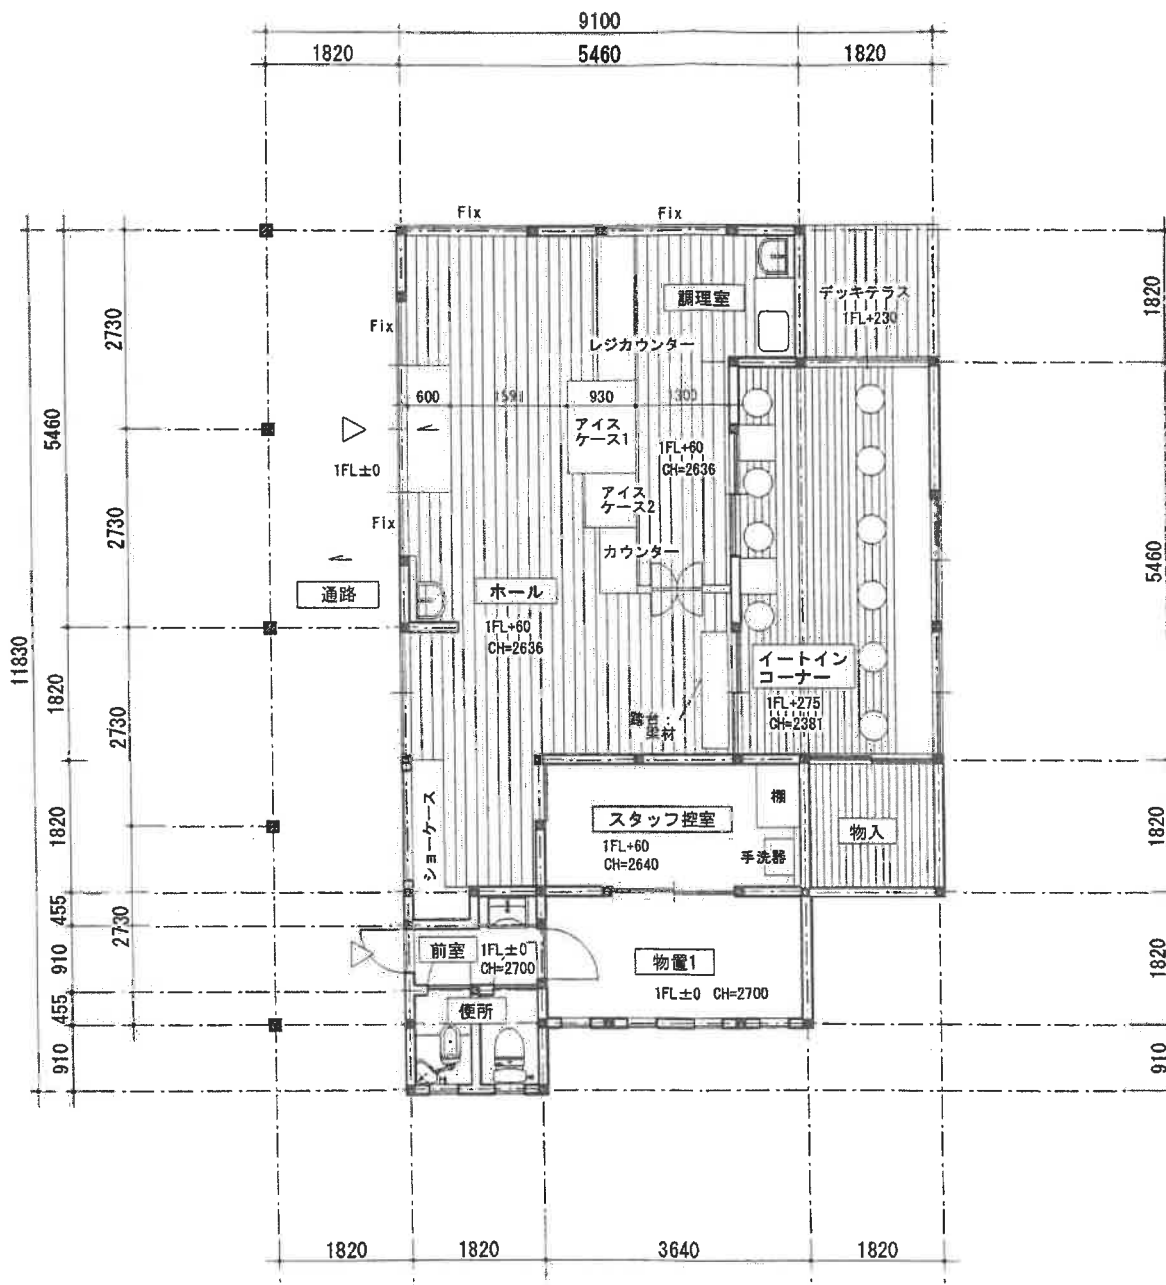 9100
1820
5460
1820
Fix
Fix
調理室
デッキテラス
1FL+230
レジカウンター
Fix
600
1591
930
1300
アイス
ケース1
1FL+60
CH=2636
1FL±0
アイス
ケース2
Fix
カウンター
通路
ホール
1FL+60
CH=2636
イートイン
コーナー
1FL+275
CH=2381
踏台:
梁材
ショーケース
スタッフ控室
1FL+60
CH=2640
棚
手洗器
物入
前室
1FL±0
CH=2700
物置1
1FL±0 CH=2700
便所
11830
5460
1820
1820
455
910
455
910
2730
2730
2730
2730
1820
5460
1820
1820
910
1820
1820
3640
1820